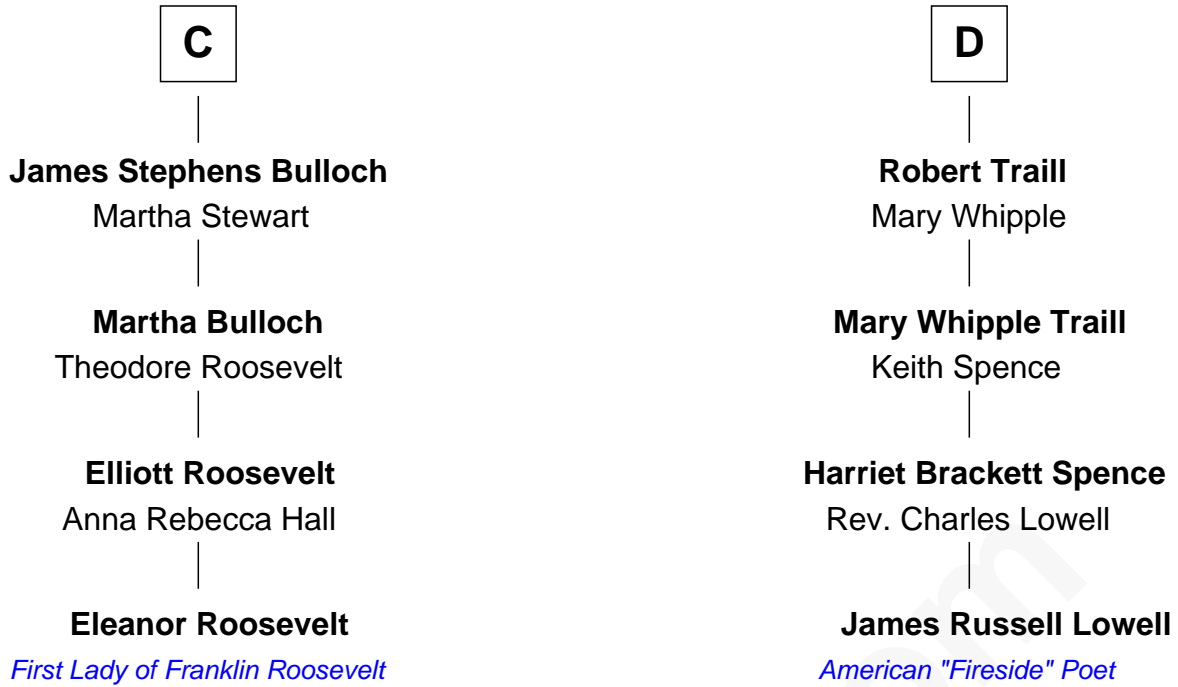 C
James Stephens Bulloch
Martha Stewart
Martha Bulloch
Theodore Roosevelt
Elliott Roosevelt
Anna Rebecca Hall
Eleanor Roosevelt
First Lady of Franklin Roosevelt
D
Robert Traill
Mary Whipple
Mary Whipple Traill
Keith Spence
Harriet Brackett Spence
Rev. Charles Lowell
James Russell Lowell
American "Fireside" Poet